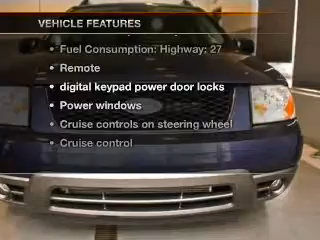 VEHICLE FEATURES
• Fuel Consumption: Highway: 27
• Remote
• digital keypad power door locks
• Power windows
• Cruise controls on steering wheel
• Cruise control